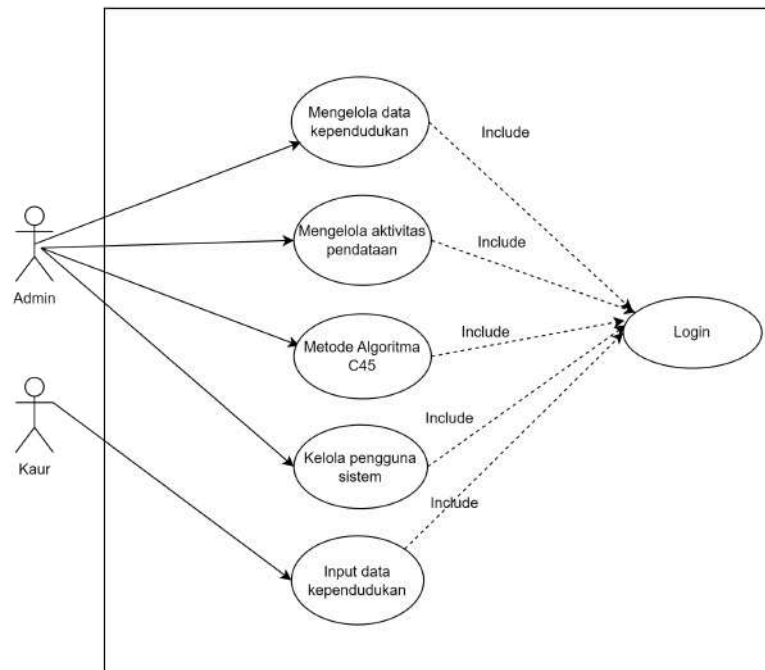 Mengelola data
kependudukan
Include
Mengelola aktivitas
pendataan
Include
Admin
Metode Algoritma
C45
Include
Login
Kaur
Kelola pengguna
sistem
Include
Include
Input data
kependudukan